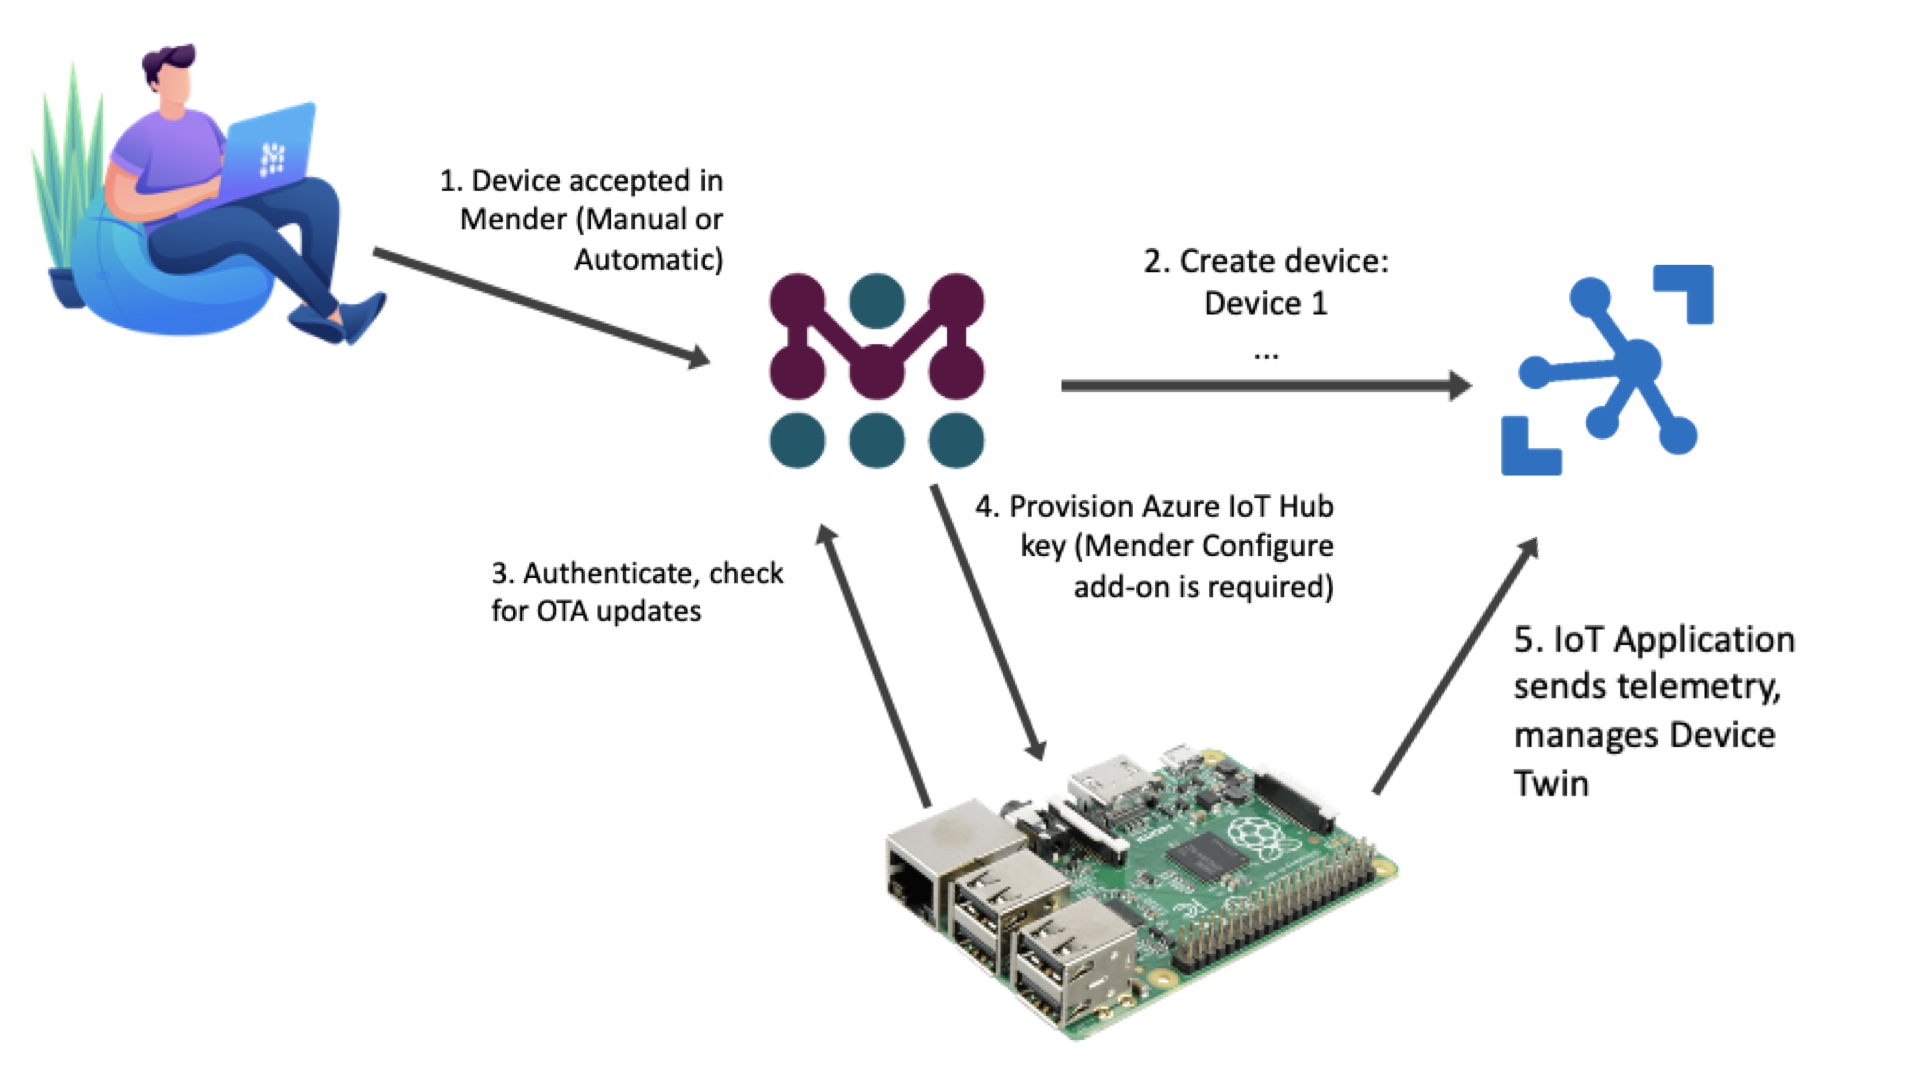 1. Device accepted in
Mender (Manual or
Automatic)
2. Create device:
Device 1
...
4. Provision Azure IoT Hub
key (Mender Configure
add-on is required)
3. Authenticate, check
for OTA updates
5. IoT Application
sends telemetry,
manages Device
Twin